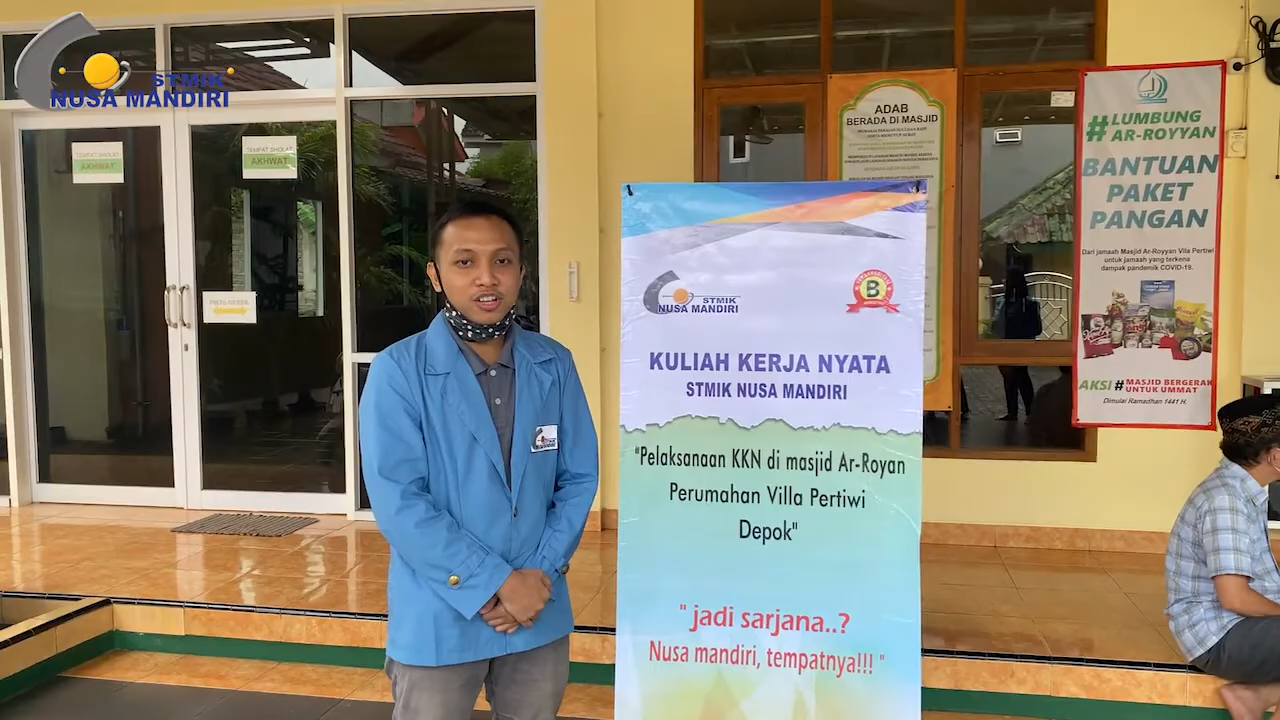 STMIK
NUSA MANDIRI
TEMPAT SHOLAT
AKHWAT
TEMPAT SHOLAT
AKHWAT
ADAB
BERADA DI MASJID
#LUMBUNG
AR-ROYYAN
BANTUAN
PAKET
PANGAN
Dari jamaah Masjid Ar-Royyan Vila Pertiwi
untuk jamaah yang terkena
dampak pandemik COVID-19.
AKSI #MASJID BERGERAK
UNTUK UMMAT
Dimulai Ramadhan 1441 H.
STMIK
NUSA MANDIRI
B
KULIAH KERJA NYATA
STMIK NUSA MANDIRI
"Pelaksanaan KKN di masjid Ar-Royan
Perumahan Villa Pertiwi
Depok"
" jadi sarjana..?
Nusa mandiri, tempatnya!!! "